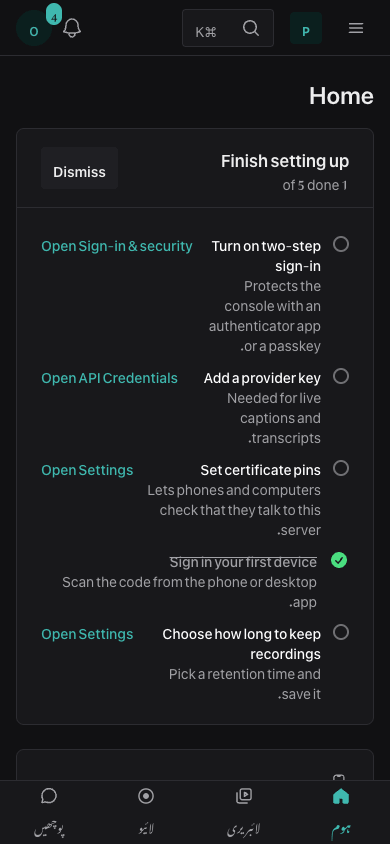 P
K⌘
4
O
Home
Finish setting up
Dismiss
1 of 5 done
Turn on two-step
sign-in
Open Sign-in & security
Protects the
console with an
authenticator app
or a passkey.
Add a provider key
Open API Credentials
Needed for live
captions and
transcripts.
Set certificate pins
Open Settings
Lets phones and computers
check that they talk to this
server.
Sign in your first device
Scan the code from the phone or desktop
app.
Choose how long to keep
recordings
Open Settings
Pick a retention time and
save it.
ہوم
لائبریری
لائیو
پوچھیں